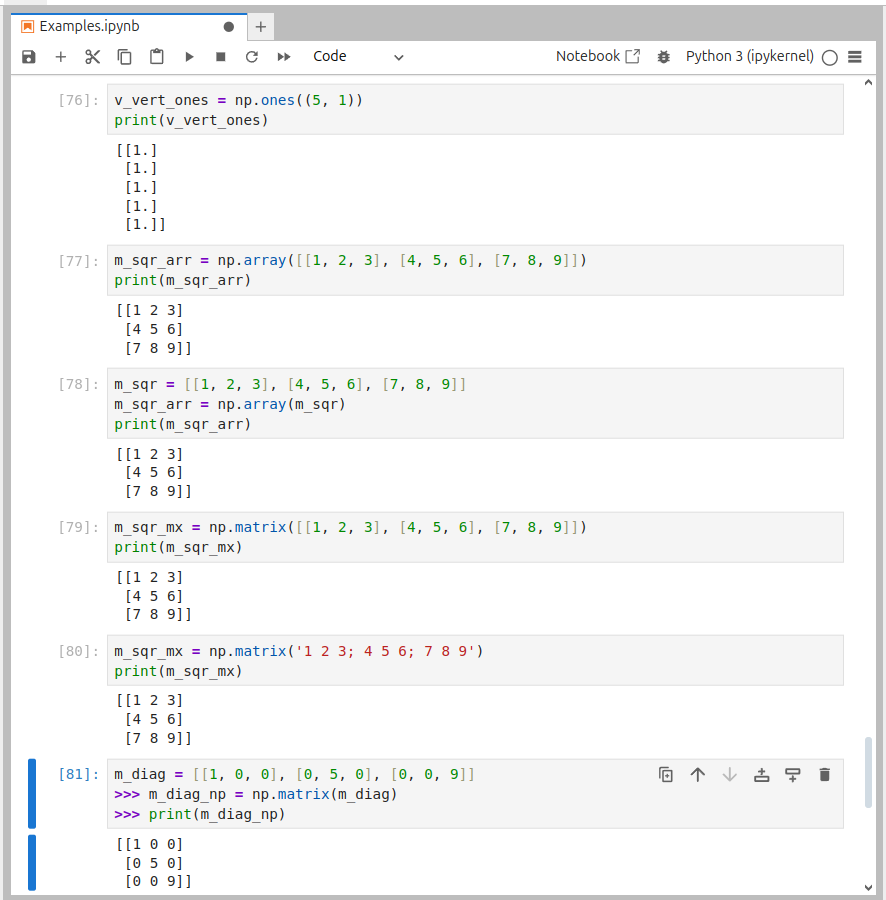 Examples.ipynb
Code Notebook Python 3 (ipykernel)
[76]: v_vert_ones = np.ones((5, 1))
print(v_vert_ones)
[[1.]
 [1.]
 [1.]
 [1.]
 [1.]]
[77]: m_sqr_arr = np.array([[1, 2, 3], [4, 5, 6], [7, 8, 9]])
print(m_sqr_arr)
[[1 2 3]
 [4 5 6]
 [7 8 9]]
[78]: m_sqr = [[1, 2, 3], [4, 5, 6], [7, 8, 9]]
m_sqr_arr = np.array(m_sqr)
print(m_sqr_arr)
[[1 2 3]
 [4 5 6]
 [7 8 9]]
[79]: m_sqr_mx = np.matrix([[1, 2, 3], [4, 5, 6], [7, 8, 9]])
print(m_sqr_mx)
[[1 2 3]
 [4 5 6]
 [7 8 9]]
[80]: m_sqr_mx = np.matrix('1 2 3; 4 5 6; 7 8 9')
print(m_sqr_mx)
[[1 2 3]
 [4 5 6]
 [7 8 9]]
[81]: m_diag = [[1, 0, 0], [0, 5, 0], [0, 0, 9]]
>>> m_diag_np = np.matrix(m_diag)
>>> print(m_diag_np)
[[1 0 0]
 [0 5 0]
 [0 0 9]]